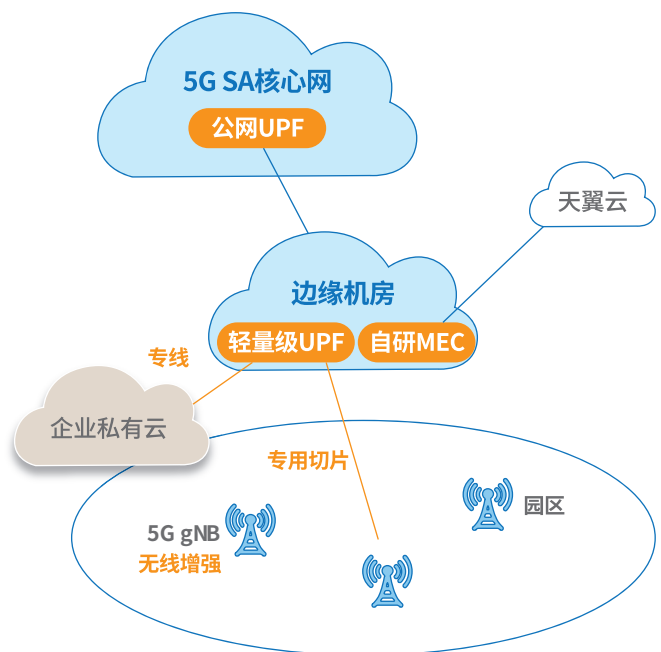 5G SA核心网
公网UPF
天翼云
边缘机房
轻量级UPF
自研MEC
专线
企业私有云
专用切片
园区
5G gNB
无线增强